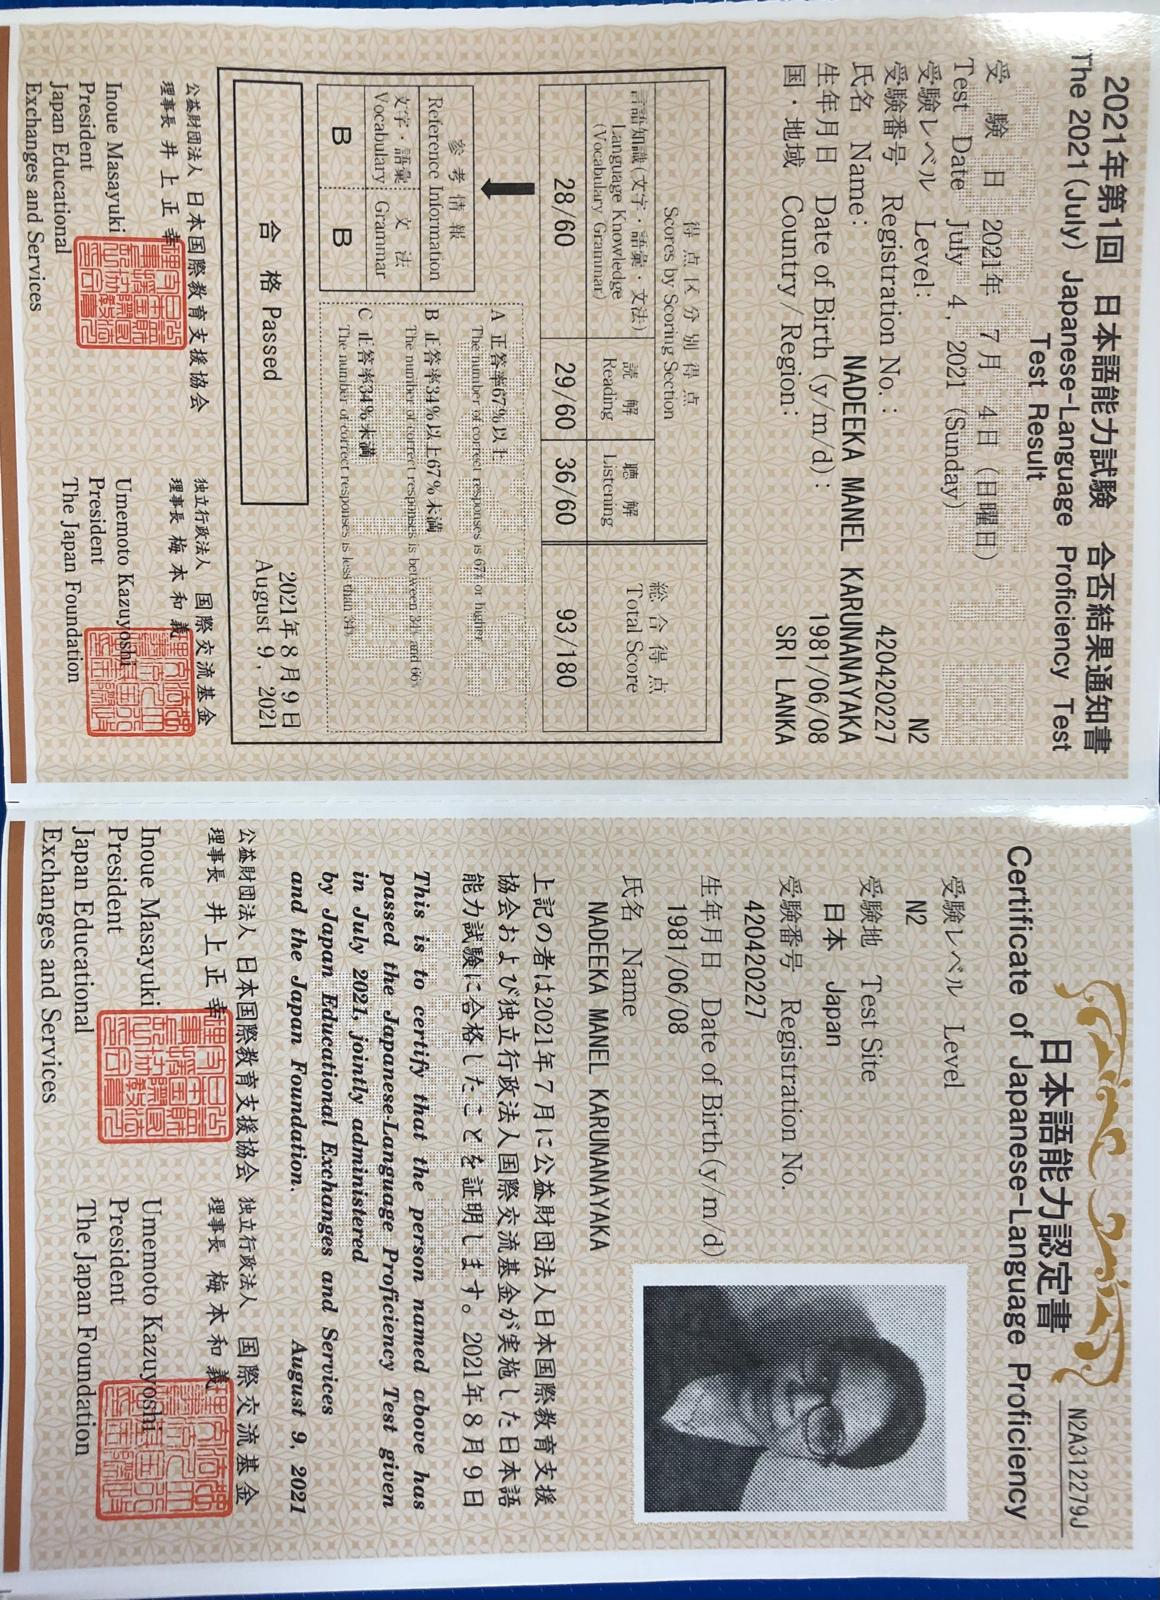 2021年第1回 日本語能力試験 合否結果通知書
The 2021 (July) Japanese-Language Proficiency Test
Test Result
受験日 2021年 7月 4日 (日曜日)
Test Date July 4, 2021 (Sunday)
受験レベル Level: N2
受験番号 Registration No.: 42042022​7
氏名 Name: NADEEKA MANEL KARUNANAYAKA
生年月日 Date of Birth (y/m/d): 1981/06/08
国・地域 Country / Region: SRI LANKA
得点区分別得点
Scores by Scoring Section
総合得点
Total Score
言語知識(文字・語彙・文法)
Language Knowledge
(Vocabulary/Grammar)
読解
Reading
聴解
Listening
28/60 29/60 36/60 93/180
参考情報
Reference Information
文字・語彙 文法
Vocabulary Grammar
B B
A 正答率67%以上
The number of correct responses is 67% or higher
B 正答率34%以上67%未満
The number of correct responses is between 34% and 66%
C 正答率34%未満
The number of correct responses is less than 34%
合格 Passed
2021年8月9日
August 9, 2021
公益財団法人 日本国際教育支援協会
理事長 井上正幸
Inoue Masayuki
President
Japan Educational
Exchanges and Services
独立行政法人 国際交流基金
理事長 梅本和義
Umemoto Kazuyoshi
President
The Japan Foundation
N2A312279J
日本語能力認定書
Certificate of Japanese-Language Proficiency
受験レベル Level
N2
受験地 Test Site
日本 Japan
受験番号 Registration No.
420420227
生年月日 Date of Birth(y/m/d)
1981/06/08
氏名 Name
NADEEKA MANEL KARUNANAYAKA
上記の者は2021年7月に公益財団法人日本国際教育支援
協会および独立行政法人国際交流基金が実施した日本語
能力試験に合格したことを証明します。2021年8月9日
This is to certify that the person named above has
passed the Japanese-Language Proficiency Test given
in July 2021, jointly administered
by Japan Educational Exchanges and Services
and the Japan Foundation. August 9, 2021
公益財団法人 日本国際教育支援協会
理事長 井上正幸
Inoue Masayuki
President
Japan Educational
Exchanges and Services
独立行政法人 国際交流基金
理事長 梅本和義
Umemoto Kazuyoshi
President
The Japan Foundation